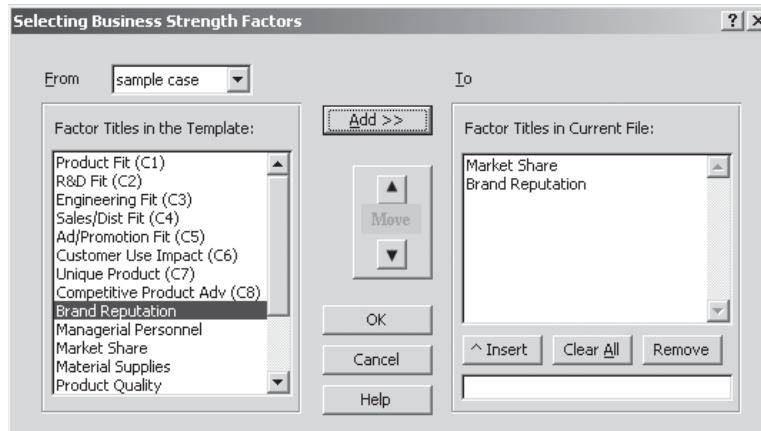 Selecting Business Strength Factors
? X
From sample case
To
Factor Titles in the Template:
Product Fit (C1)
R&D Fit (C2)
Engineering Fit (C3)
Sales/Dist Fit (C4)
Ad/Promotion Fit (C5)
Customer Use Impact (C6)
Unique Product (C7)
Competitive Product Adv (C8)
Brand Reputation
Managerial Personnel
Market Share
Material Supplies
Product Quality
Add >>
Move
OK
Cancel
Help
Factor Titles in Current File:
Market Share
Brand Reputation
^ Insert
Clear All
Remove